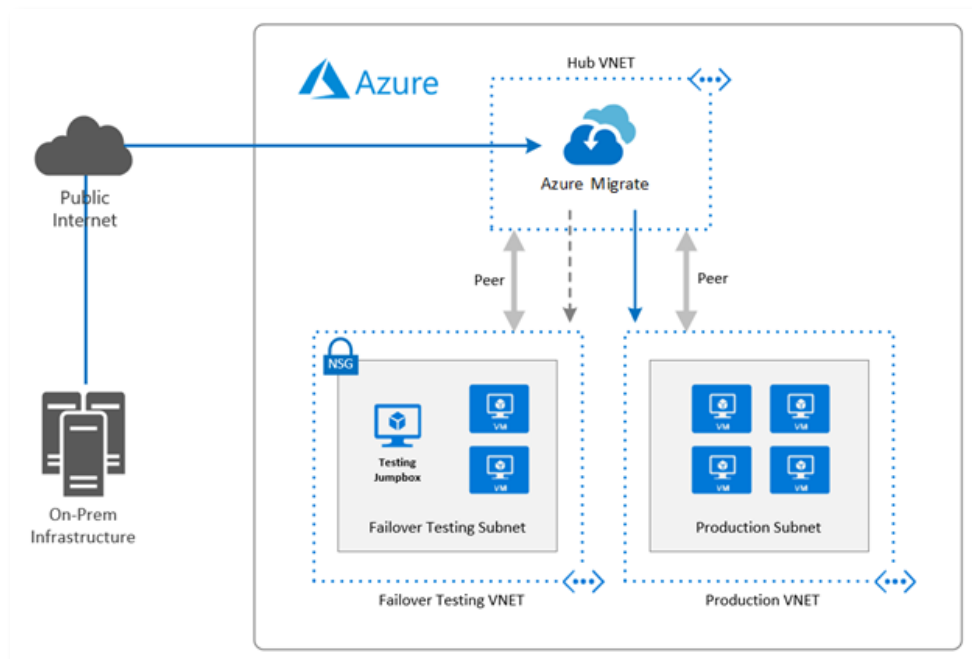 Hub VNET
Azure
Azure Migrate
Public
Internet
Peer
Peer
NSG
VM
VM
VM
Testing
Jumpbox
VM
VM
VM
Failover Testing Subnet
Production Subnet
On-Prem
Infrastructure
Failover Testing VNET
Production VNET